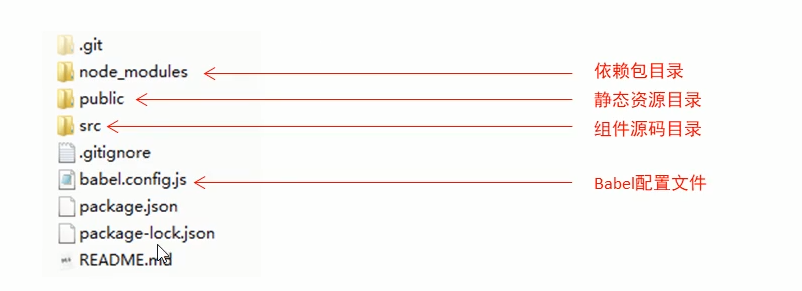 .git
node_modules 依赖包目录
public 静态资源目录
src 组件源码目录
.gitignore
babel.config.js Babel配置文件
package.json
package-lock.json
README.md